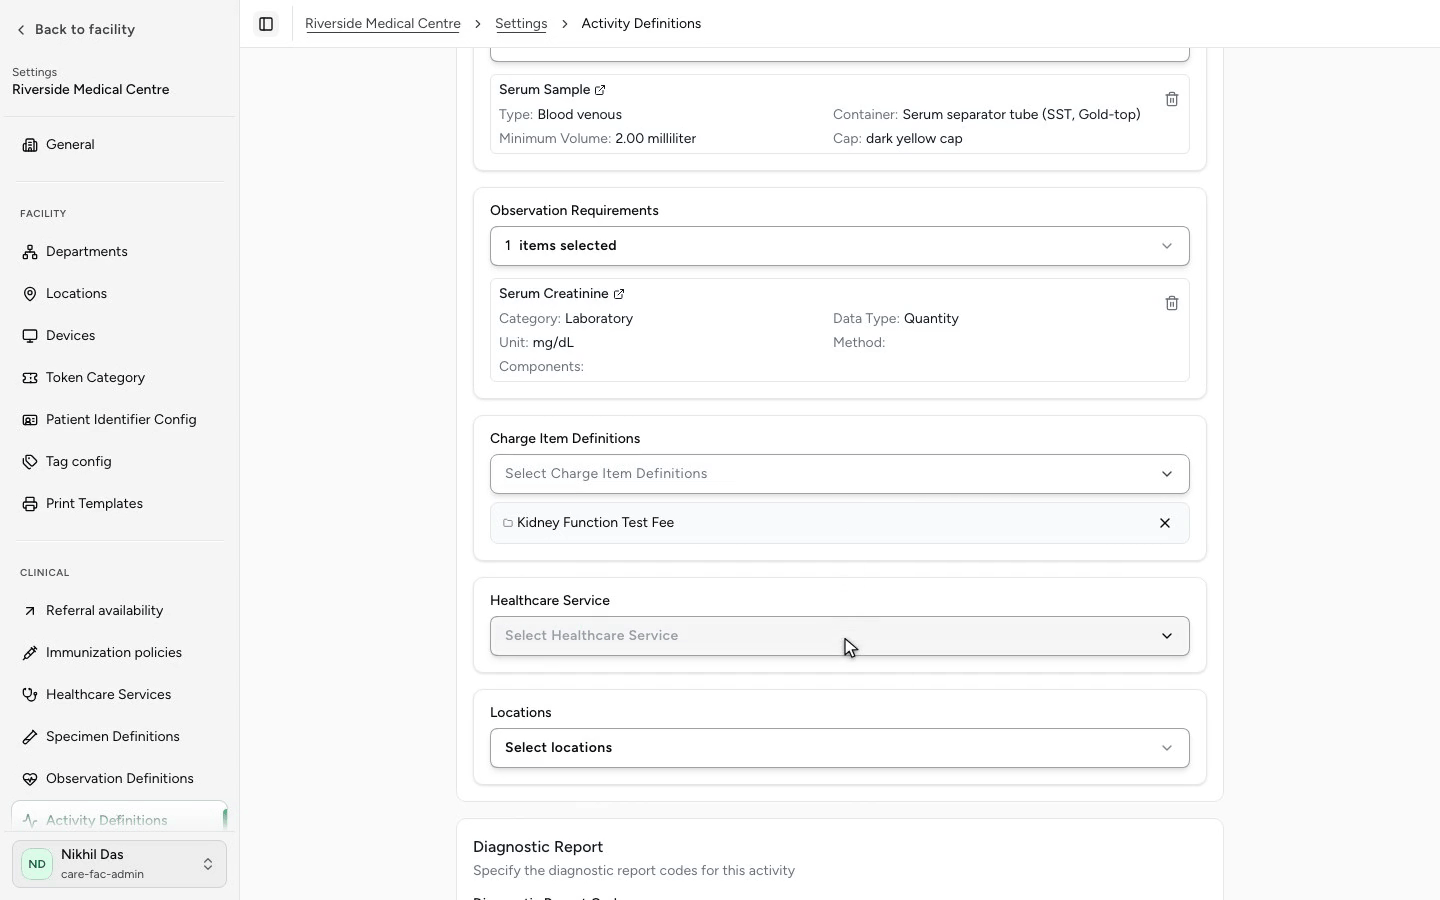 Back to facility
Settings
Riverside Medical Centre
General
FACILITY
Departments
Locations
Devices
Token Category
Patient Identifier Config
Tag config
Print Templates
CLINICAL
Referral availability
Immunization policies
Healthcare Services
Specimen Definitions
Observation Definitions
Activity Definitions
ND
Nikhil Das
care-fac-admin
Riverside Medical Centre > Settings > Activity Definitions
Serum Sample
Type: Blood venous
Container: Serum separator tube (SST, Gold-top)
Minimum Volume: 2.00 milliliter
Cap: dark yellow cap
Observation Requirements
1 items selected
Serum Creatinine
Category: Laboratory
Data Type: Quantity
Unit: mg/dL
Method:
Components:
Charge Item Definitions
Select Charge Item Definitions
Kidney Function Test Fee
Healthcare Service
Select Healthcare Service
Locations
Select locations
Diagnostic Report
Specify the diagnostic report codes for this activity